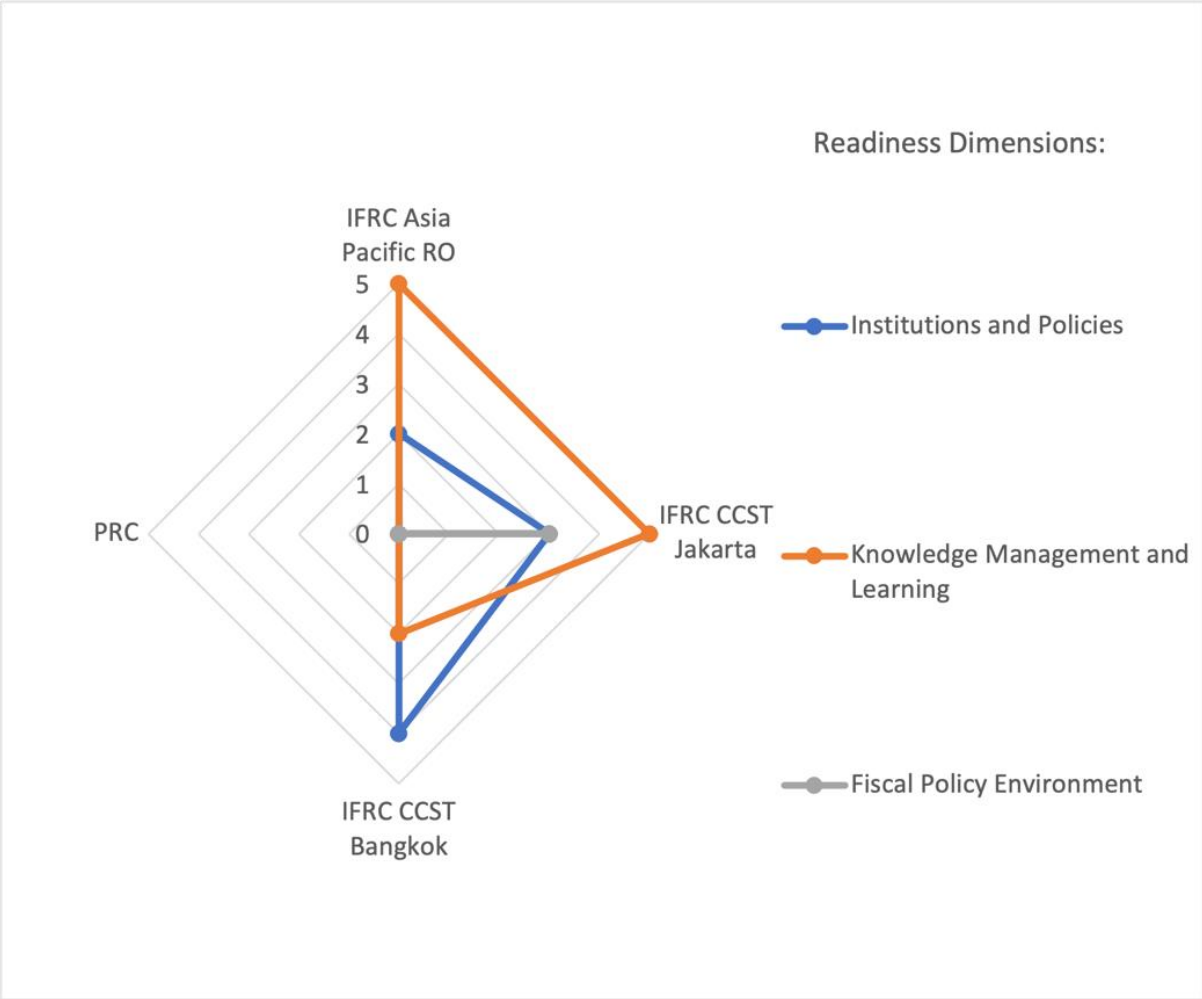 Readiness Dimensions:
IFRC Asia
Pacific RO
5
4
3
2
1
0
PRC
IFRC CCST
Jakarta
IFRC CCST
Bangkok
Institutions and Policies
Knowledge Management and
Learning
Fiscal Policy Environment